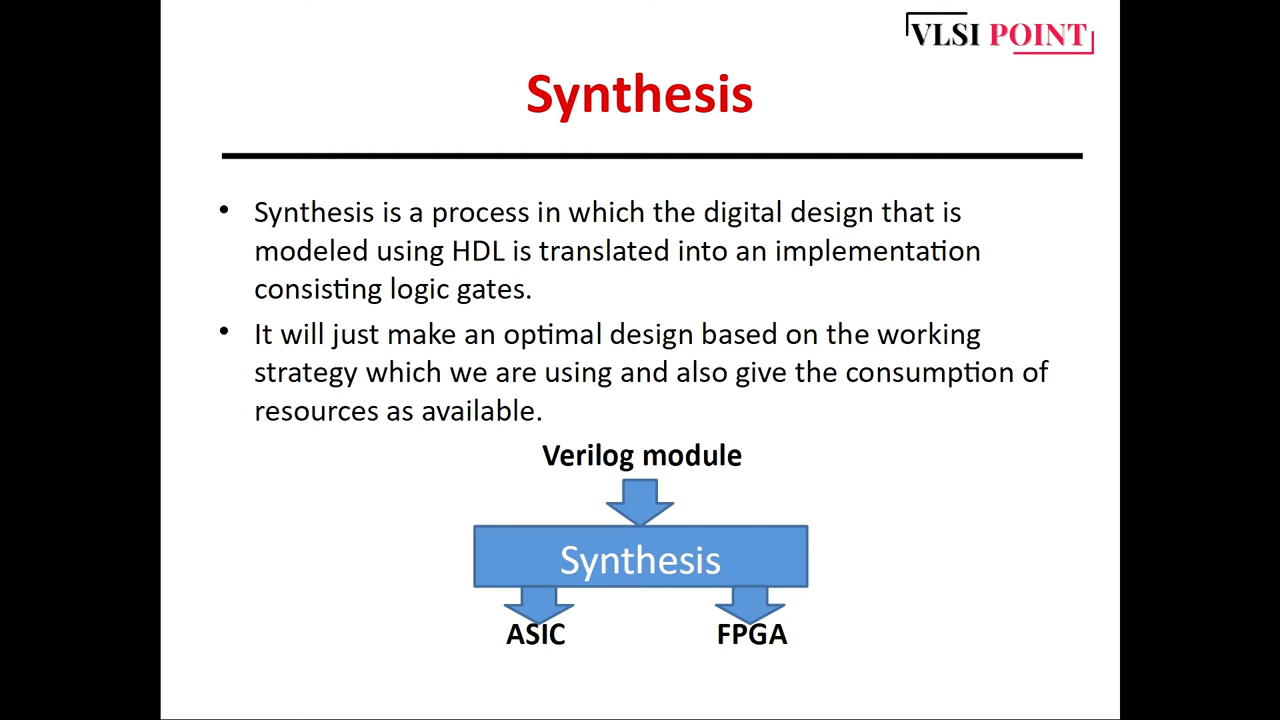 VLSI POINT
Synthesis
• Synthesis is a process in which the digital design that is
modeled using HDL is translated into an implementation
consisting logic gates.
• It will just make an optimal design based on the working
strategy which we are using and also give the consumption of
resources as available.
Verilog module
Synthesis
ASIC FPGA